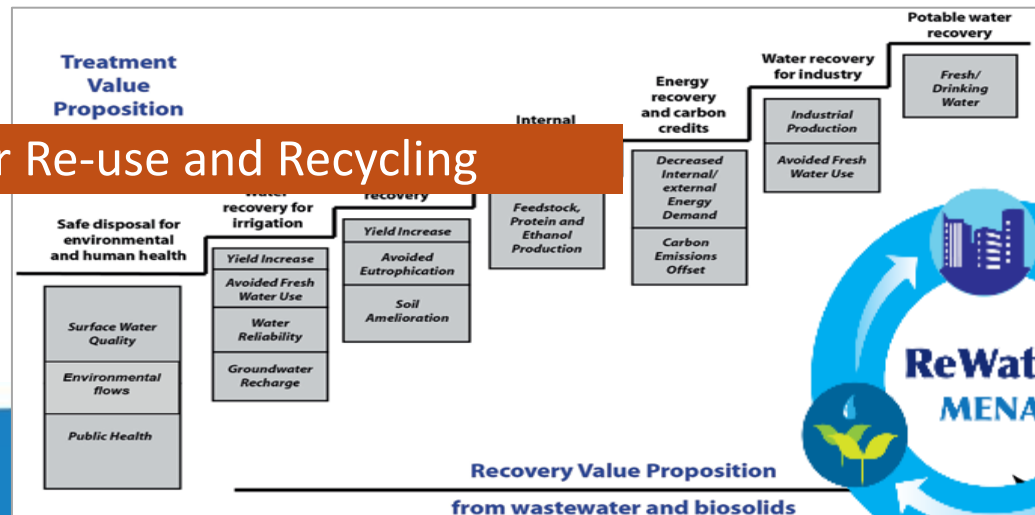 Potable water
recovery
Fresh/
Drinking
Water
Water recovery
for industry
Industrial
Production
Avoided Fresh
Water Use
Energy
recovery
and carbon
credits
Decreased
Internal/
external
Energy
Demand
Carbon
Emissions
Offset
Treatment
Value
Proposition
Internal
Re-use and Recycling
Feedstock,
Protein and
Ethanol
Production
recovery
Yield Increase
Avoided
Eutrophication
Soil
Amelioration
Water
recovery for
irrigation
Yield Increase
Avoided Fresh
Water Use
Water
Reliability
Groundwater
Recharge
Safe disposal for
environmental
and human health
Surface Water
Quality
Environmental
flows
Public Health
ReWat
MENA
Recovery Value Proposition
from wastewater and biosolids